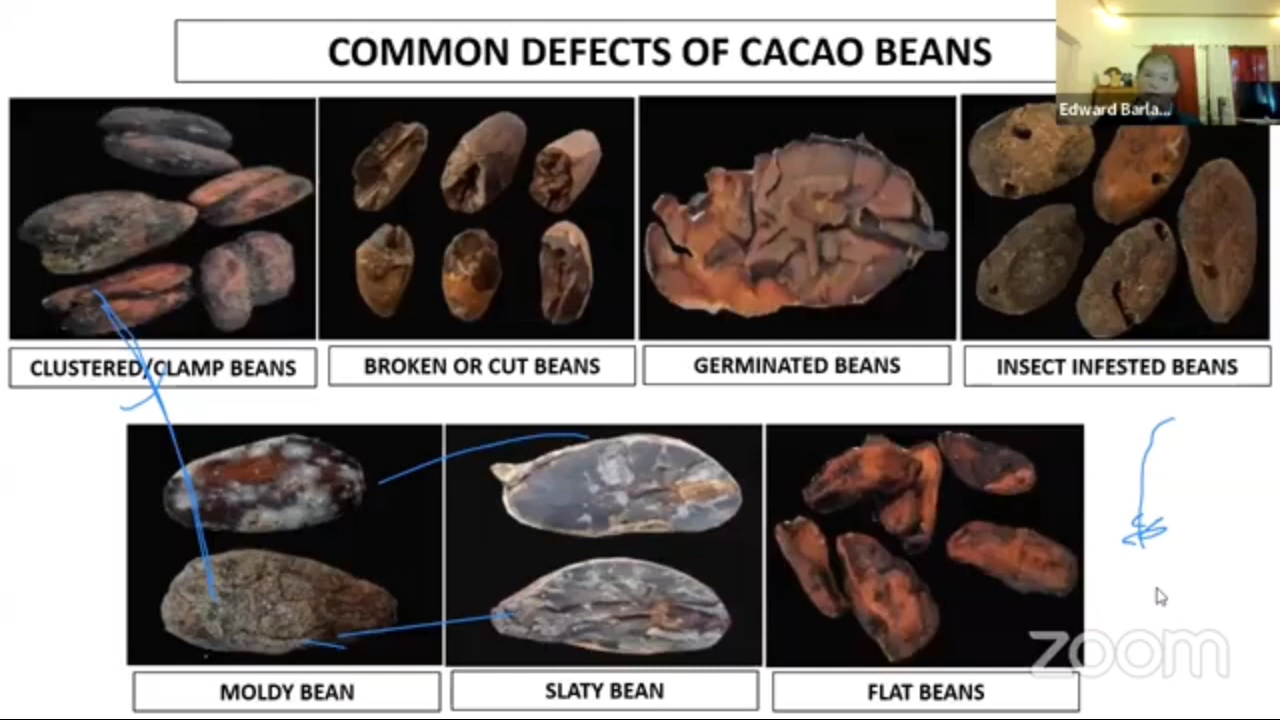 COMMON DEFECTS OF CACAO BEANS
Edward Barla...
CLUSTERED/CLAMP BEANS
BROKEN OR CUT BEANS
GERMINATED BEANS
INSECT INFESTED BEANS
MOLDY BEAN
SLATY BEAN
FLAT BEANS
zoom